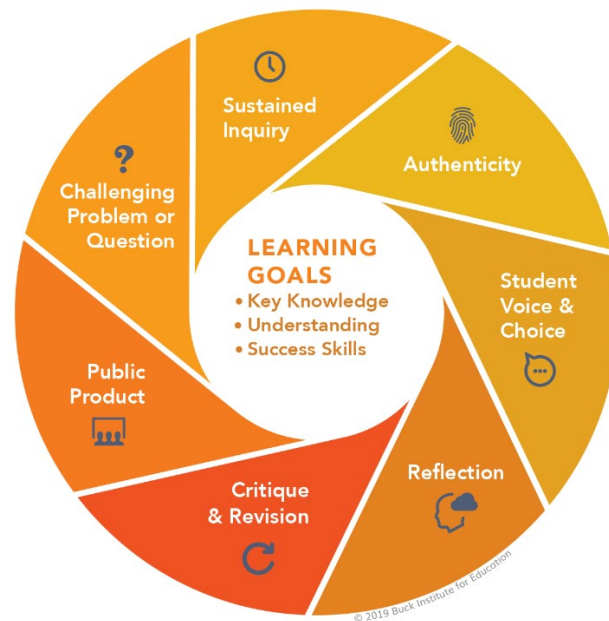 Sustained
Inquiry
Authenticity
Student
Voice &
Choice
Reflection
Critique
& Revision
Public
Product
?
Challenging
Problem or
Question
LEARNING
GOALS
• Key Knowledge
• Understanding
• Success Skills
© 2019 Buck Institute for Education